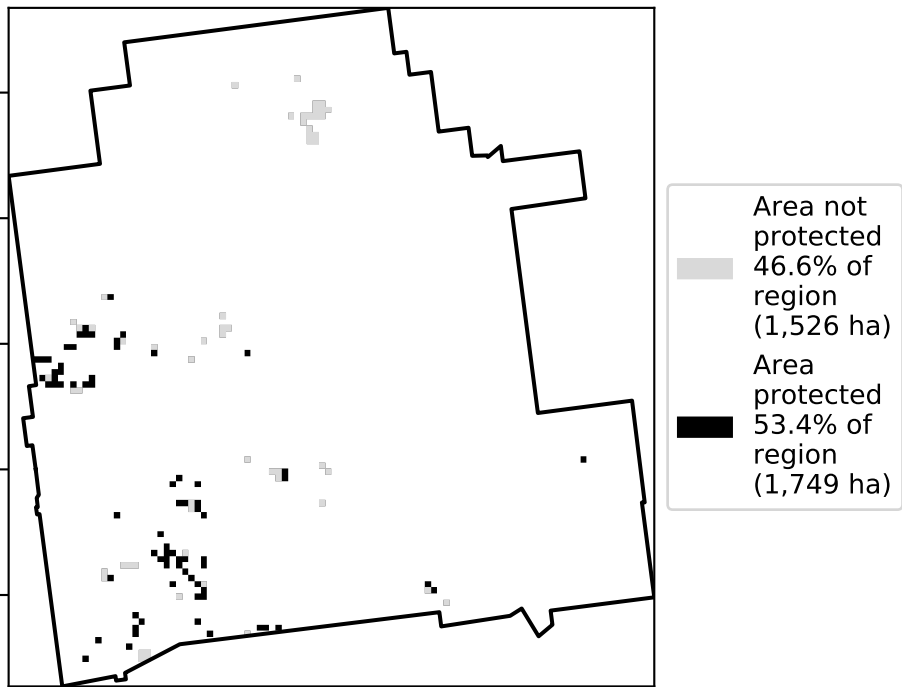 Area not
protected
46.6% of
region
(1,526 ha)
Area
protected
53.4% of
region
(1,749 ha)